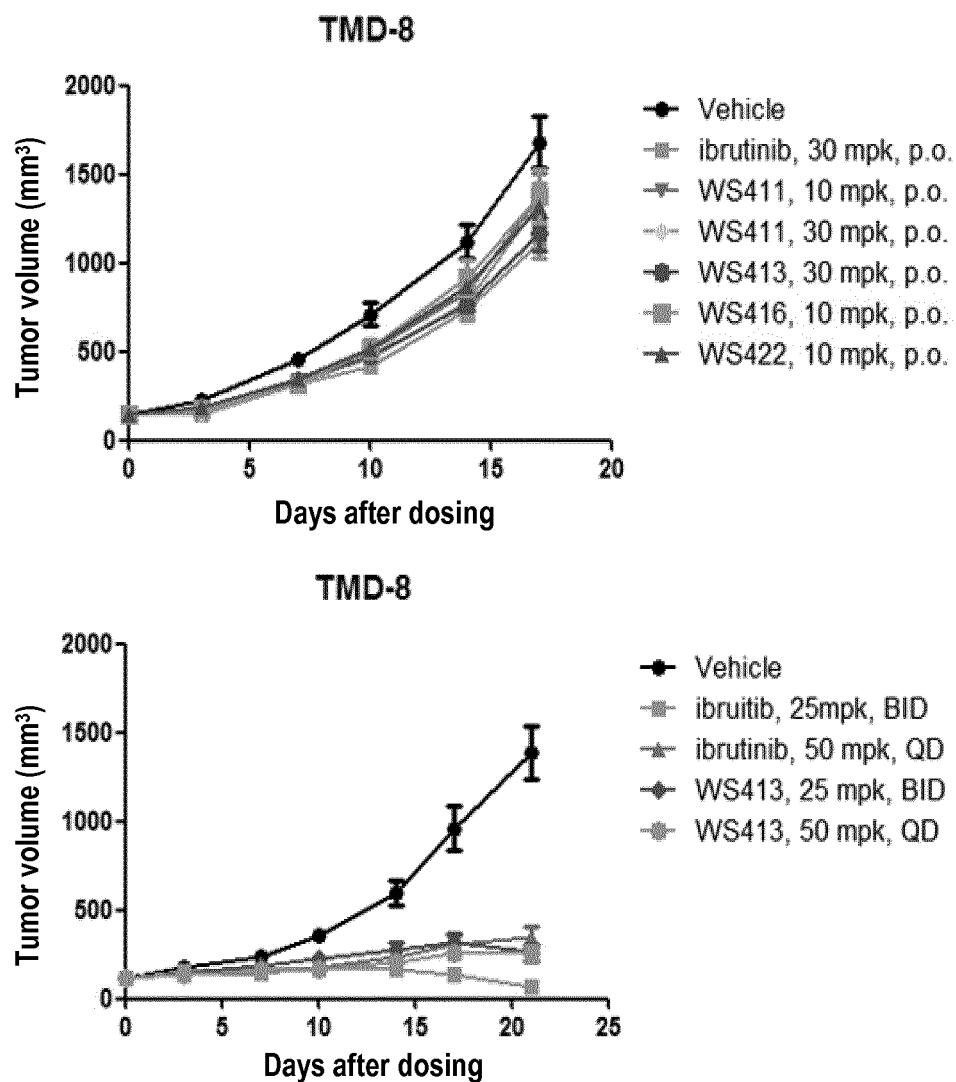 TMD-8
2000
1500
1000
500
0
Tumor volume (mm³)
0 5 10 15 20
Days after dosing
Vehicle
ibrutinib, 30 mpk, p.o.
WS411, 10 mpk, p.o.
WS411, 30 mpk, p.o.
WS413, 30 mpk, p.o.
WS416, 10 mpk, p.o.
WS422, 10 mpk, p.o.
TMD-8
2000
1500
1000
500
0
Tumor volume (mm³)
0 5 10 15 20 25
Days after dosing
Vehicle
ibruitib, 25mpk, BID
ibrutinib, 50 mpk, QD
WS413, 25 mpk, BID
WS413, 50 mpk, QD